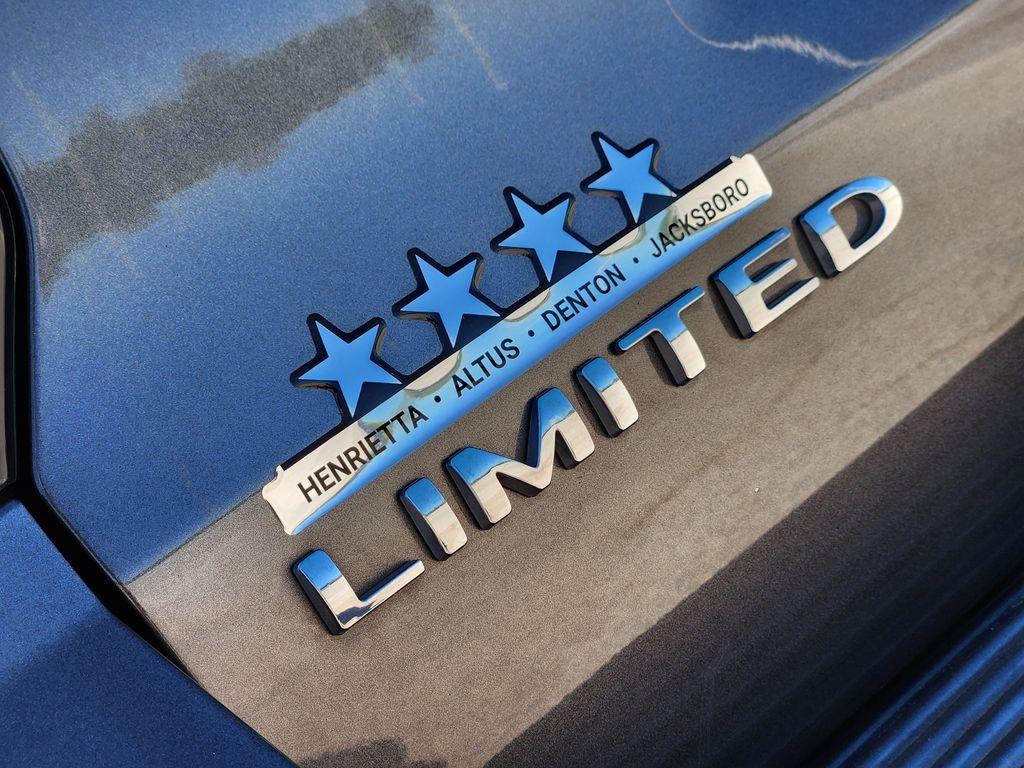 HENRIETTA • ALTUS • DENTON • JACKSBORO
LIMITED